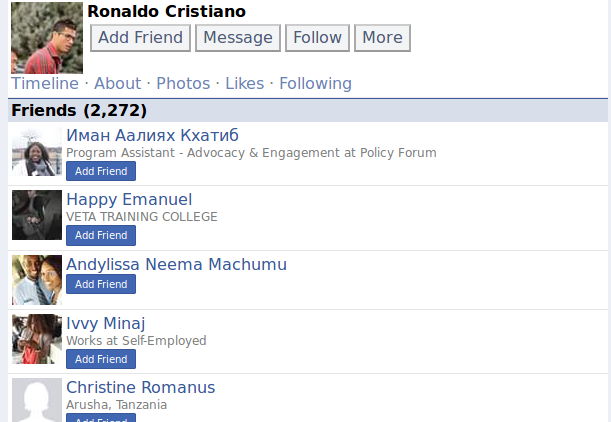 Ronaldo Cristiano
Add Friend Message Follow More
Timeline · About · Photos · Likes · Following
Friends (2,272)
Иман Аалиях Кхатиб
Program Assistant - Advocacy & Engagement at Policy Forum
Add Friend
Happy Emanuel
VETA TRAINING COLLEGE
Add Friend
Andylissa Neema Machumu
Add Friend
Ivvy Minaj
Works at Self-Employed
Add Friend
Christine Romanus
Arusha, Tanzania
Add Friend